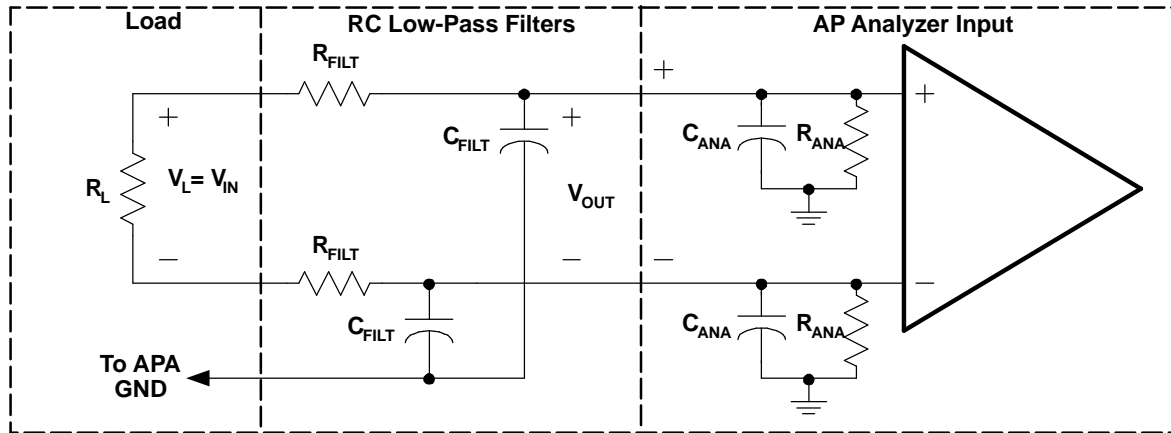 Load
RC Low-Pass Filters
AP Analyzer Input
R_FILT
+
+
+
+
C_FILT
C_ANA
R_ANA
R_L
V_L= V_IN
V_OUT
R_FILT
−
−
−
−
C_FILT
C_ANA
R_ANA
To APA
GND